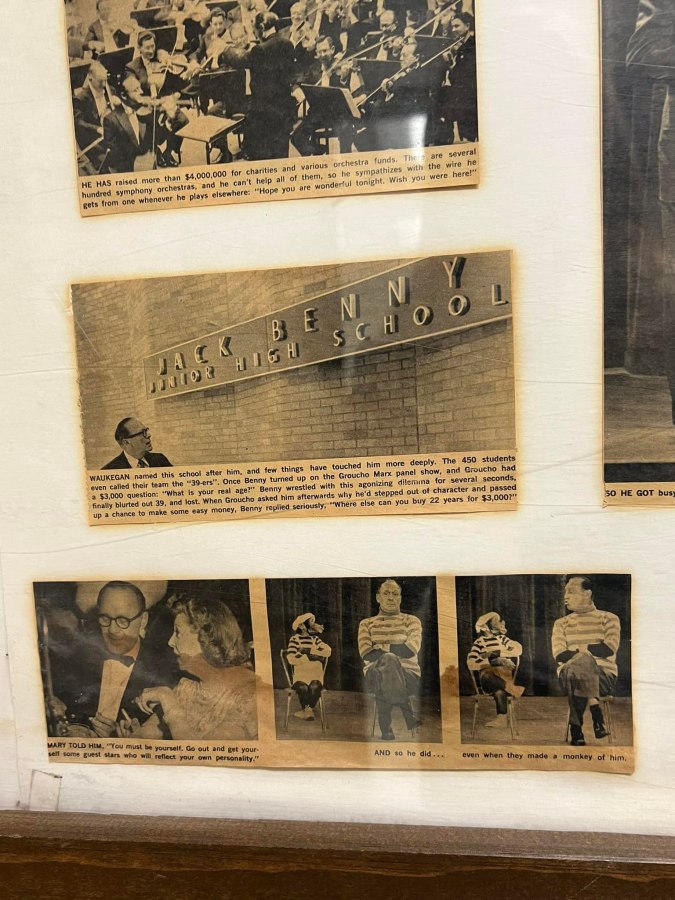 HE HAS raised more than $4,000,000 for charities and various orchestra funds. There are several
hundred symphony orchestras, and he can't help all of them, so he sympathizes with the wire he
gets from one whenever he plays elsewhere: "Hope you are wonderful tonight. Wish you were here!"
JACK BENNY
JUNIOR HIGH SCHOOL
WAUKEGAN named this school after him, and few things have touched him more deeply. The 450 students
even called their team the "39-ers". Once Benny turned up on the Groucho Marx panel show, and Groucho had
a $3,000 question: "What is your real age?" Benny wrestled with this agonizing dilemma for several seconds,
finally blurted out 39, and lost. When Groucho asked him afterwards why he'd stepped out of character and passed
up a chance to make some easy money, Benny replied seriously, "Where else can you buy 22 years for $3,000?"
SO HE GOT busy
MARY TOLD HIM, "You must be yourself. Go out and get your-
self some guest stars who will reflect your own personality."
AND so he did . . .
even when they made a monkey of him.